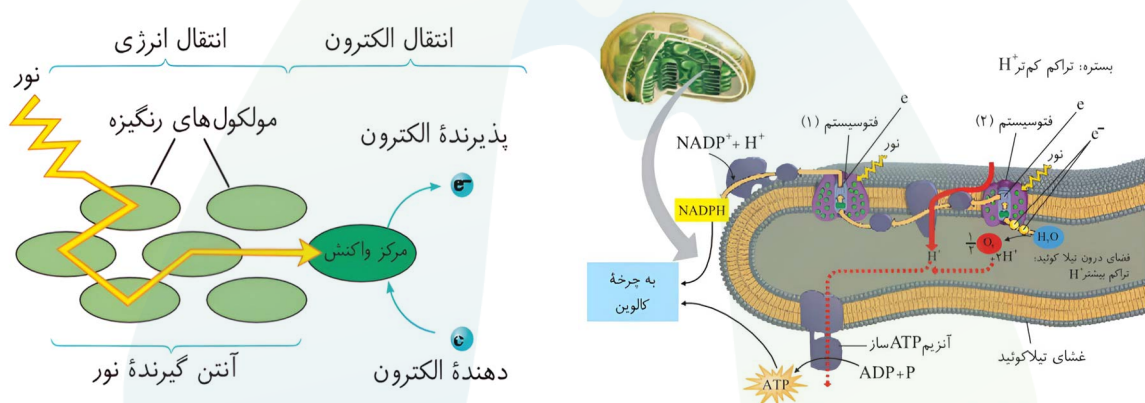 انتقال انرژی
انتقال الکترون
نور
مولکول‌های رنگیزه
پذیرندهٔ الکترون
e-
مرکز واکنش
e-
آنتن گیرندهٔ نور
دهندهٔ الکترون
بستره: تراکم کم‌تر H+
e
e
فتوسیستم (۱)
فتوسیستم (۲)
e-
نور
نور
NADP+ + H+
NADPH
H₂O
O₂
+۲H+
H+
فضای درون تیلاکوئید:
تراکم بیشتر H+
به چرخهٔ
کالوین
آنزیم ATP ساز
غشای تیلاکوئید
ADP+P
ATP